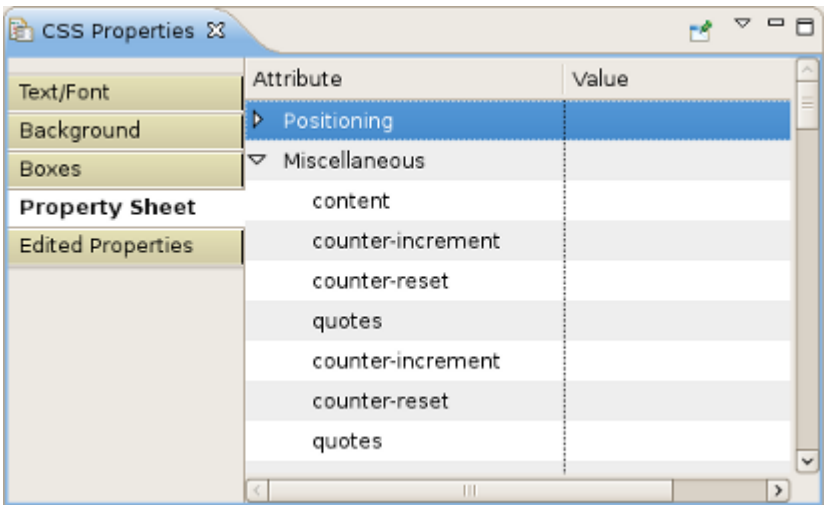 CSS Properties
Text/Font
Background
Boxes
Property Sheet
Edited Properties
Attribute Value
Positioning
Miscellaneous
content
counter-increment
counter-reset
quotes
counter-increment
counter-reset
quotes